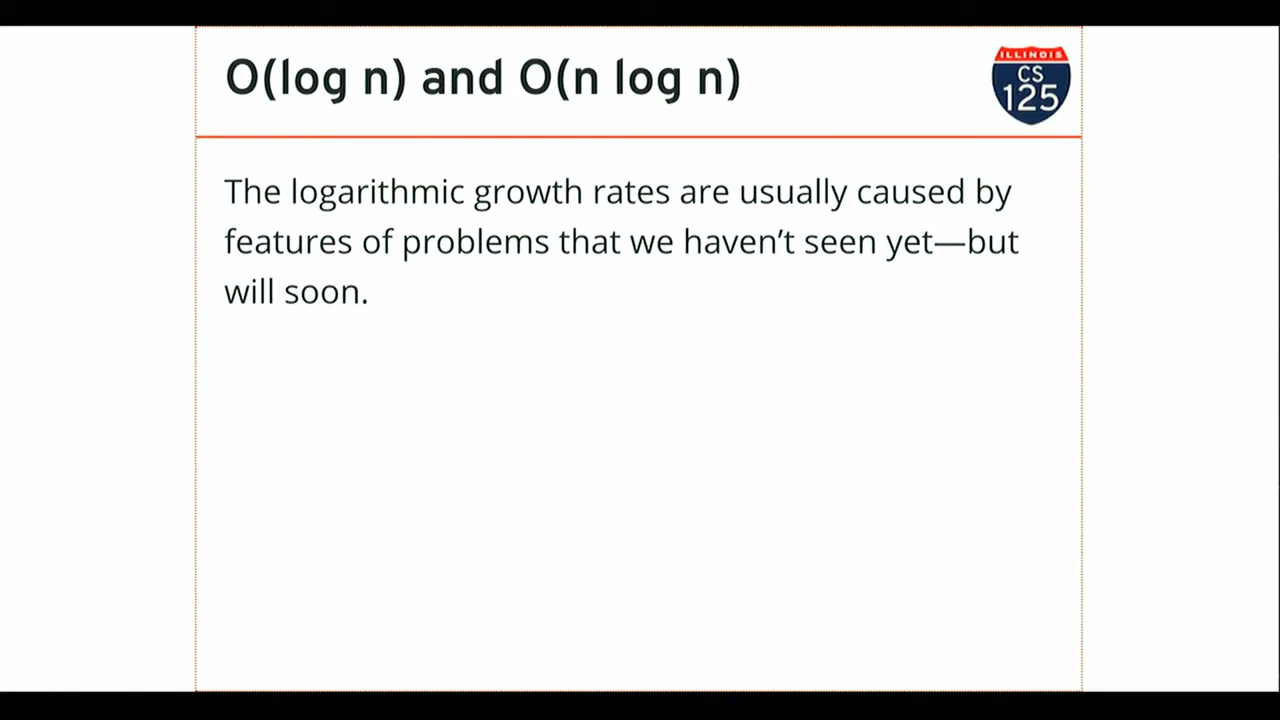 O(log n) and O(n log n)
ILLINOIS
CS
125
The logarithmic growth rates are usually caused by
features of problems that we haven’t seen yet—but
will soon.